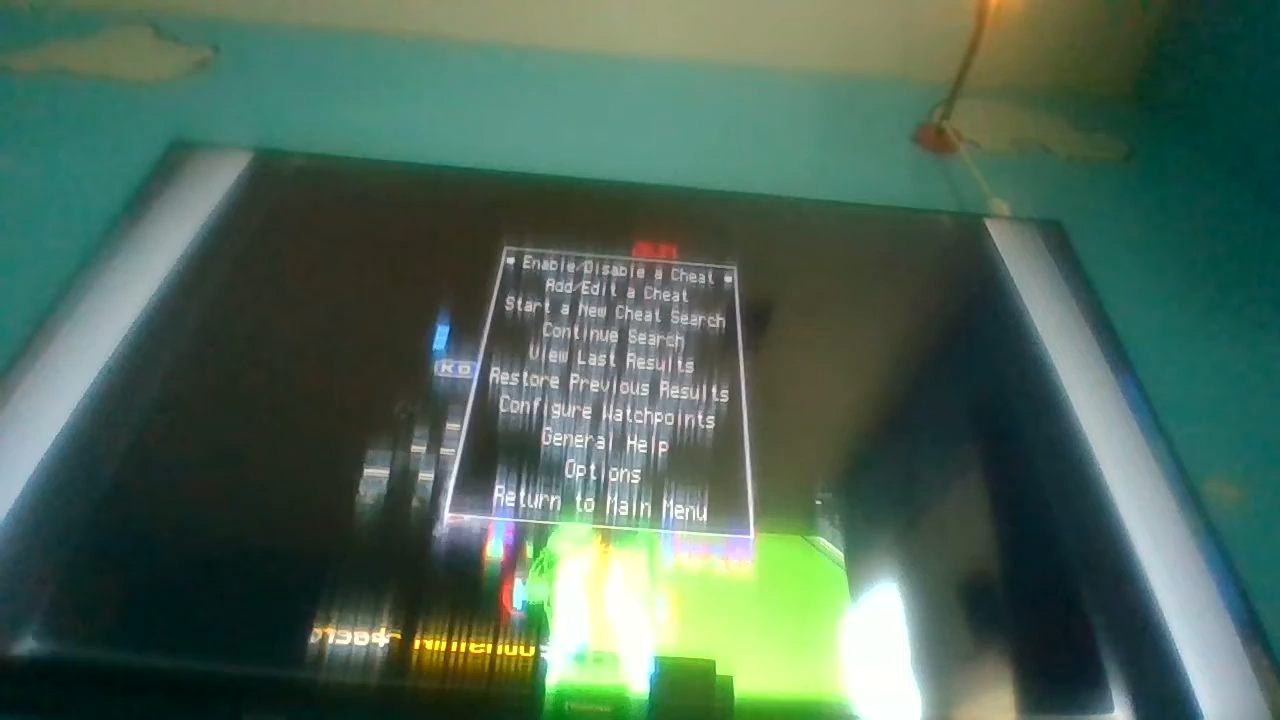 Enable/Disable a Cheat
Add/Edit a Cheat
Start a New Cheat Search
Continue Search
View Last Results
Restore Previous Results
Configure Watchpoints
General Help
Options
Return to Main Menu
Nintendo